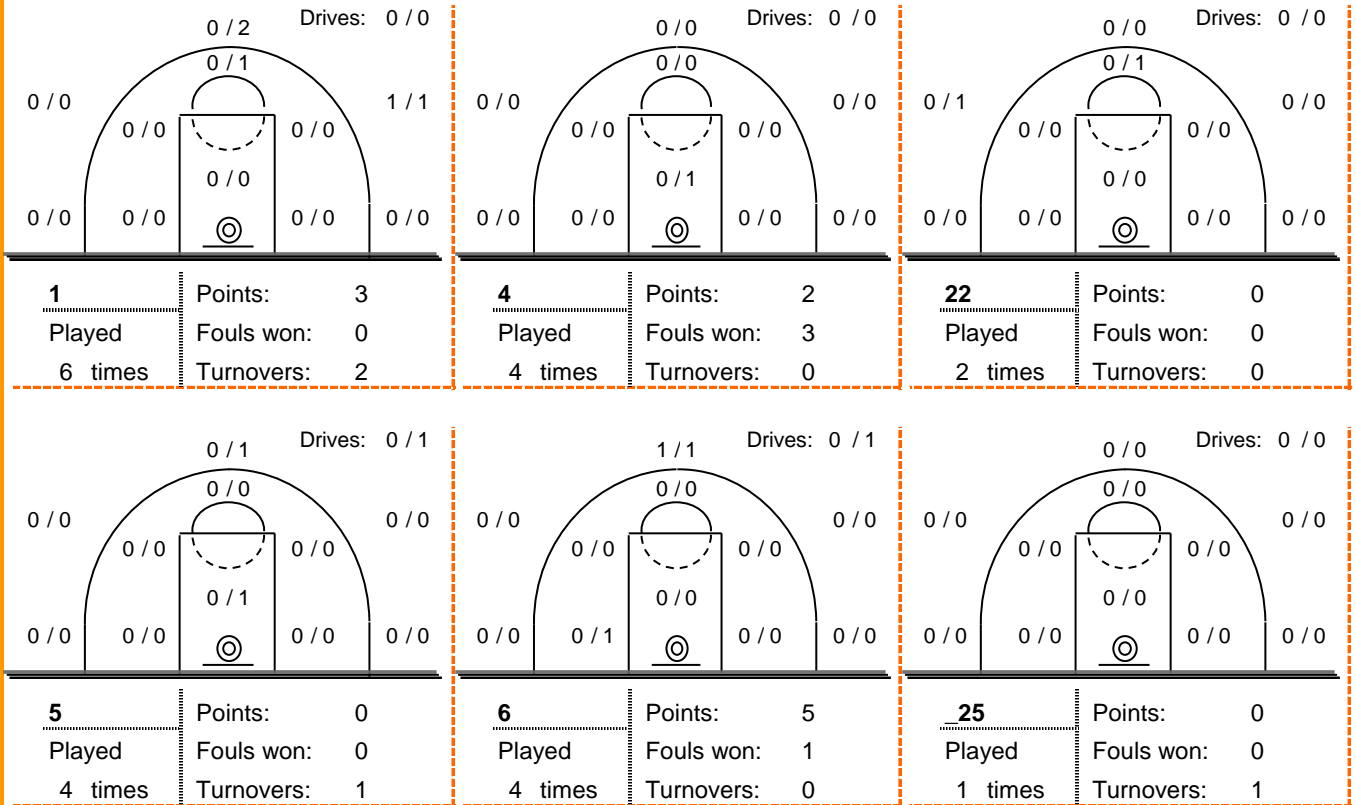 0 / 2 Drives: 0 / 0
0 / 1
0 / 0 1 / 1
0 / 0 0 / 0
0 / 0
0 / 0 0 / 0 0 / 0 0 / 0
1 Points: 3
Played Fouls won: 0
6 times Turnovers: 2
0 / 0 Drives: 0 / 0
0 / 0
0 / 0 0 / 0
0 / 0 0 / 0
0 / 1
0 / 0 0 / 0 0 / 0 0 / 0
4 Points: 2
Played Fouls won: 3
4 times Turnovers: 0
0 / 0 Drives: 0 / 0
0 / 1
0 / 1 0 / 0
0 / 0 0 / 0
0 / 0
0 / 0 0 / 0 0 / 0 0 / 0
22 Points: 0
Played Fouls won: 0
2 times Turnovers: 0
0 / 1 Drives: 0 / 1
0 / 0
0 / 0 0 / 0
0 / 0 0 / 0
0 / 1
0 / 0 0 / 0 0 / 0 0 / 0
5 Points: 0
Played Fouls won: 0
4 times Turnovers: 1
1 / 1 Drives: 0 / 1
0 / 0
0 / 0 0 / 0
0 / 0 0 / 0
0 / 0
0 / 0 0 / 1 0 / 0 0 / 0
6 Points: 5
Played Fouls won: 1
4 times Turnovers: 0
0 / 0 Drives: 0 / 0
0 / 0
0 / 0 0 / 0
0 / 0 0 / 0
0 / 0
0 / 0 0 / 0 0 / 0 0 / 0
_25 Points: 0
Played Fouls won: 0
1 times Turnovers: 1